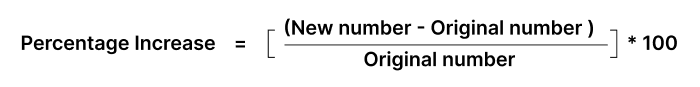 Percentage Increase = [ (New number - Original number ) / Original number ] * 100